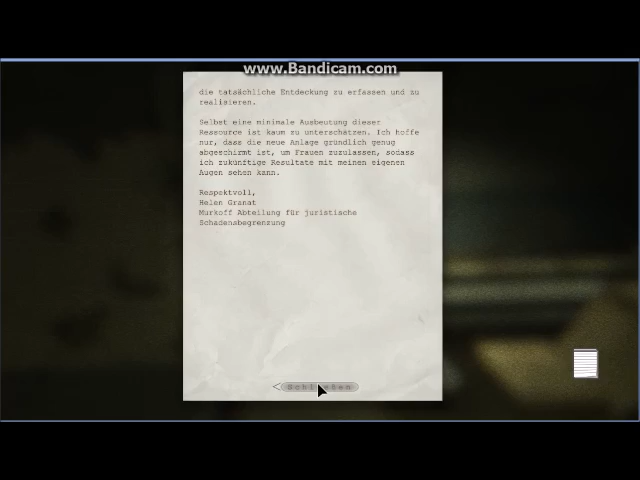 www.Bandicam.com
die tatsächliche Entdeckung zu erfassen und zu
realisieren.
Selbst eine minimale Ausbeutung dieser
Ressource ist kaum zu unterschätzen. Ich hoffe
nur, dass die neue Anlage gründlich genug
abgeschirmt ist, um Frauen zuzulassen, sodass
ich zukünftige Resultate mit meinen eigenen
Augen sehen kann.
Respektvoll,
Helen Granat
Murkoff Abteilung für juristische
Schadensbegrenzung